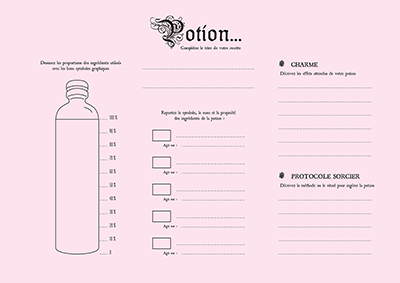 Potion...
Complétez le titre de votre recette
Dessinez les proportions des ingrédients utilisés
avec les bons symboles graphiques
100 %
90 %
80 %
70 %
60 %
50 %
40 %
30 %
20 %
10 %
0
Reportez le symbole, le nom et la propriété
des ingrédients de la potion :
Agit sur :
Agit sur :
Agit sur :
Agit sur :
Agit sur :
CHARME
Décrivez les effets attendus de votre potion
PROTOCOLE SORCIER
Décrivez la méthode ou le rituel pour ingérer la potion